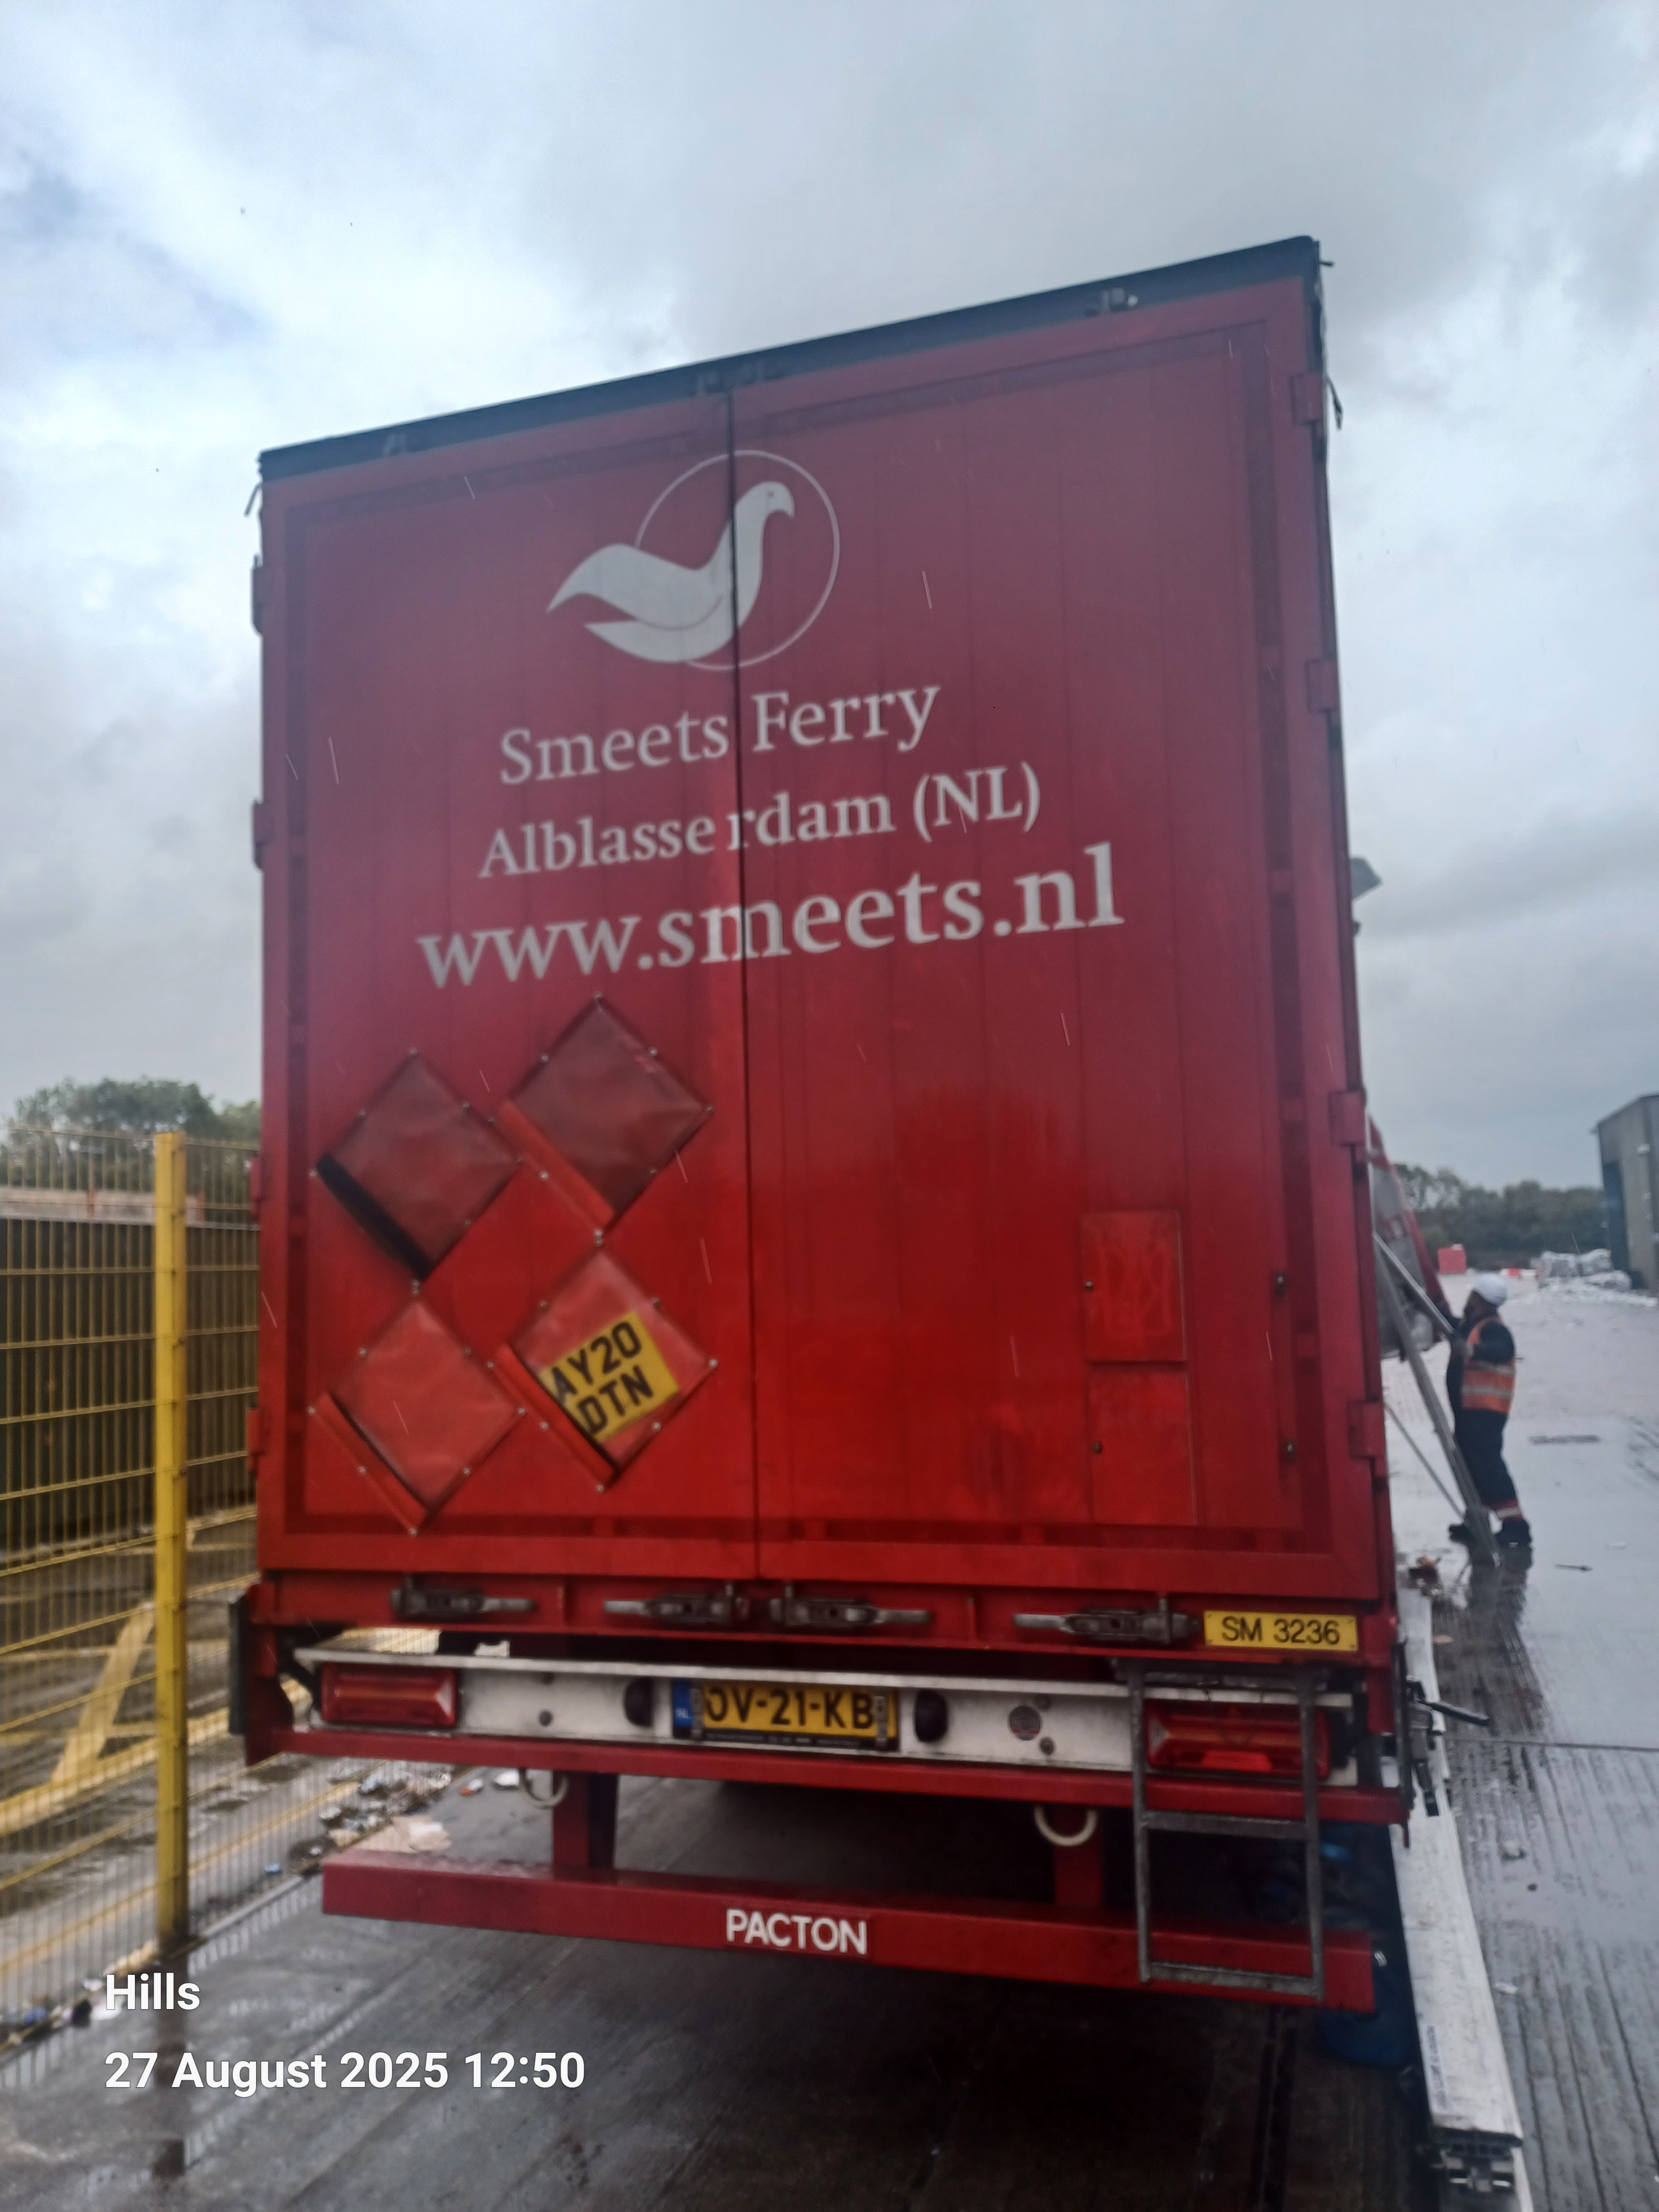 Smeets Ferry
Alblasserdam (NL)
www.smeets.nl
AY20
DTN
SM 3236
NL
OV-21-KB
PACTON
Hills
27 August 2025 12:50